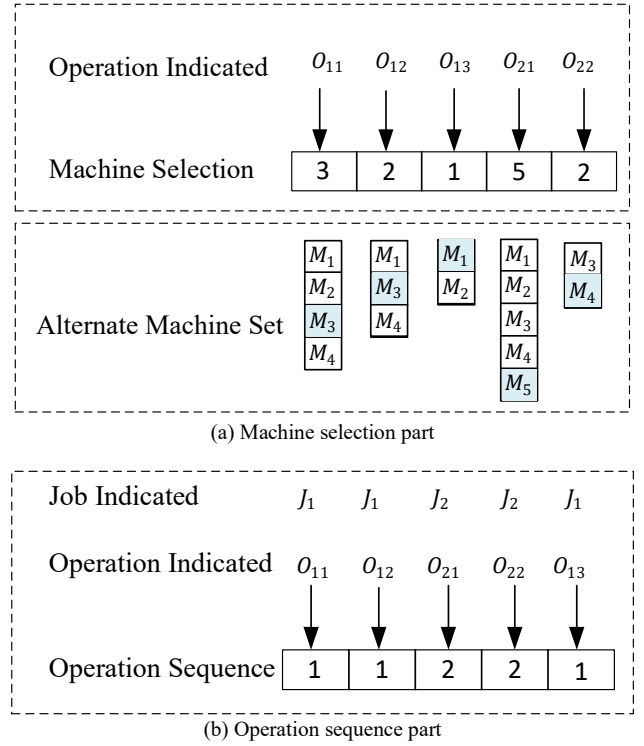 Operation Indicated O11 O12 O13 O21 O22
Machine Selection 3 2 1 5 2
M1 M1 M1 M1 M3
M2 M3 M2 M2 M4
Alternate Machine Set M3 M4 M3
M4 M4
M5
(a) Machine selection part
Job Indicated J1 J1 J2 J2 J1
Operation Indicated O11 O12 O21 O22 O13
Operation Sequence 1 1 2 2 1
(b) Operation sequence part